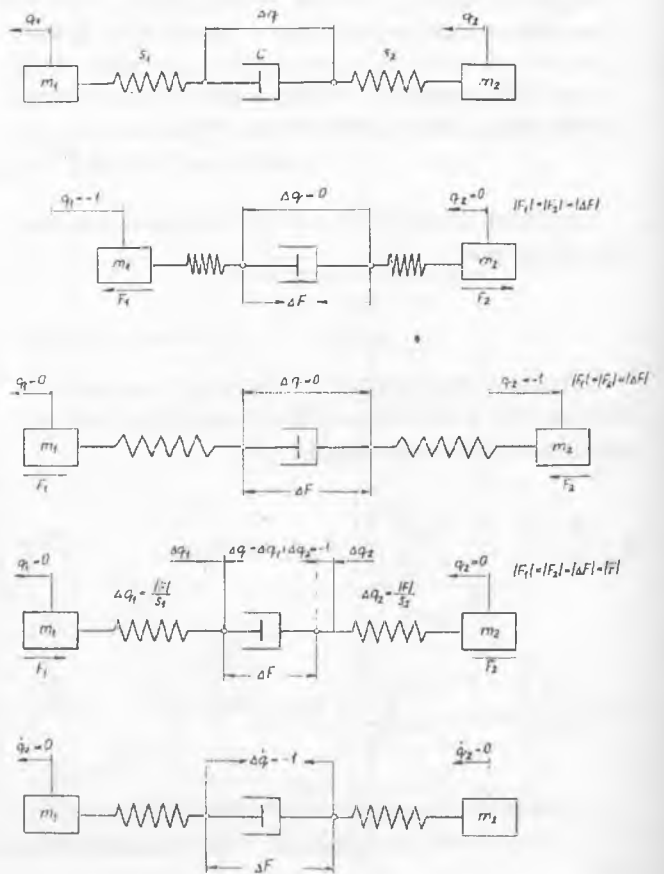 q₁ Δq q₂
s₁ C s₂
m₁ m₂
q₁=-1 Δq=0 q₂=0 |F₁|=|F₂|=|ΔF|
m₁ m₂
F₁ ΔF F₂
q₁=0 Δq=0 q₂=-1 |F₁|=|F₂|=|ΔF|
m₁ m₂
F₁ ΔF F₂
Δq₁ Δq=Δq₁+Δq₂=-1 Δq₂
q₁=0 q₂=0 |F₁|=|F₂|=|ΔF|=|F|
Δq₁=|F|/s₁ Δq₂=|F|/s₂
m₁ m₂
F₁ ΔF F₂
q̇₁=0 Δq̇=-1 q̇₂=0
m₁ m₂
ΔF